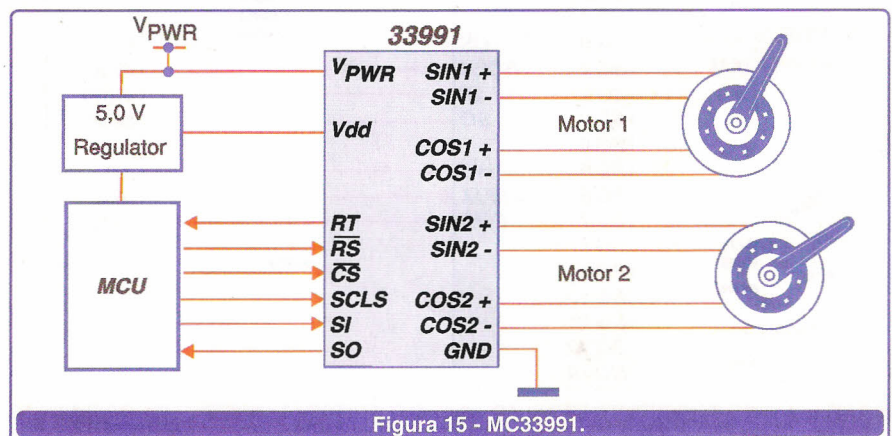 VPWR
33991
5,0 V
Regulator
MCU
VPWR
Vdd
RT
RS
CS
SCLS
SI
SO
SIN1 +
SIN1 -
COS1 +
COS1 -
SIN2 +
SIN2 -
COS2 +
COS2 -
GND
Motor 1
Motor 2
Figura 15 - MC33991.